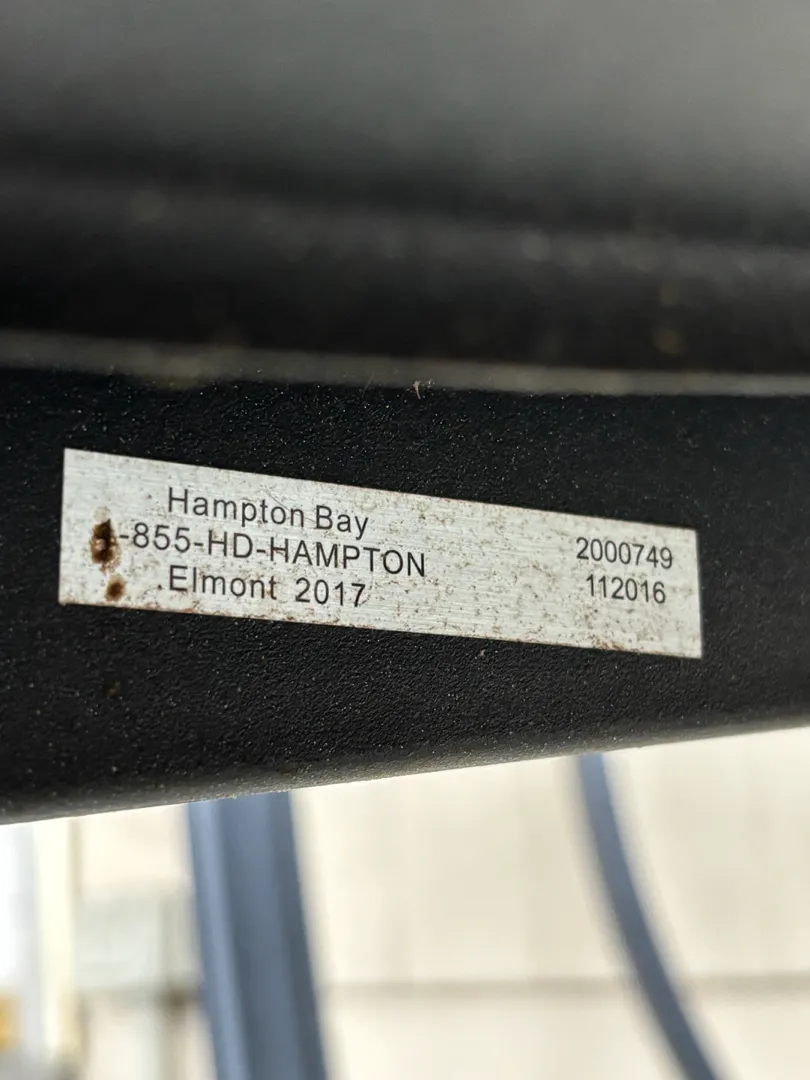 Hampton Bay
-855-HD-HAMPTON
Elmont 2017
2000749
112016